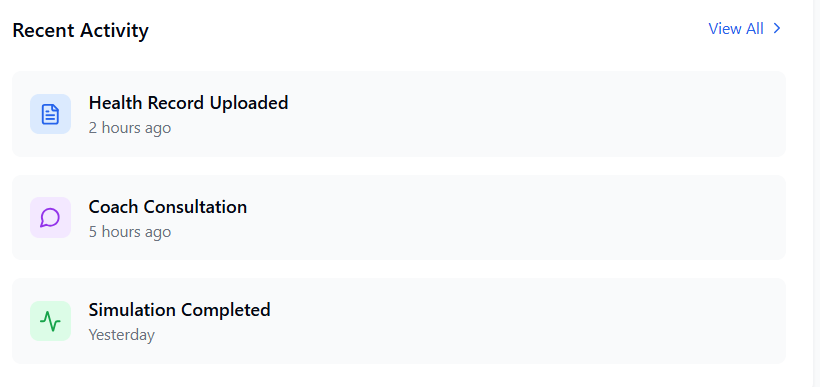 Recent Activity
View All
Health Record Uploaded
2 hours ago
Coach Consultation
5 hours ago
Simulation Completed
Yesterday